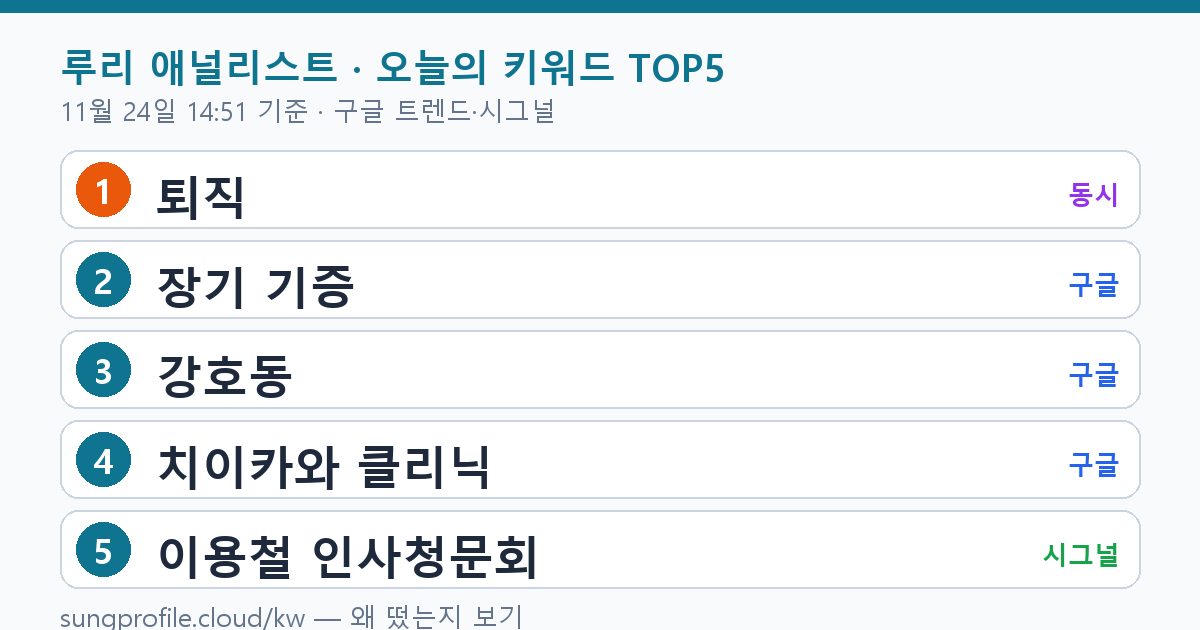 루리 애널리스트 · 오늘의 키워드 TOP5
11월 24일 14:51 기준 · 구글 트렌드·시그널
1 퇴직 동시
2 장기 기증 구글
3 강호동 구글
4 치이카와 클리닉 구글
5 이용철 인사청문회 시그널
sungprofile.cloud/kw — 왜 떴는지 보기